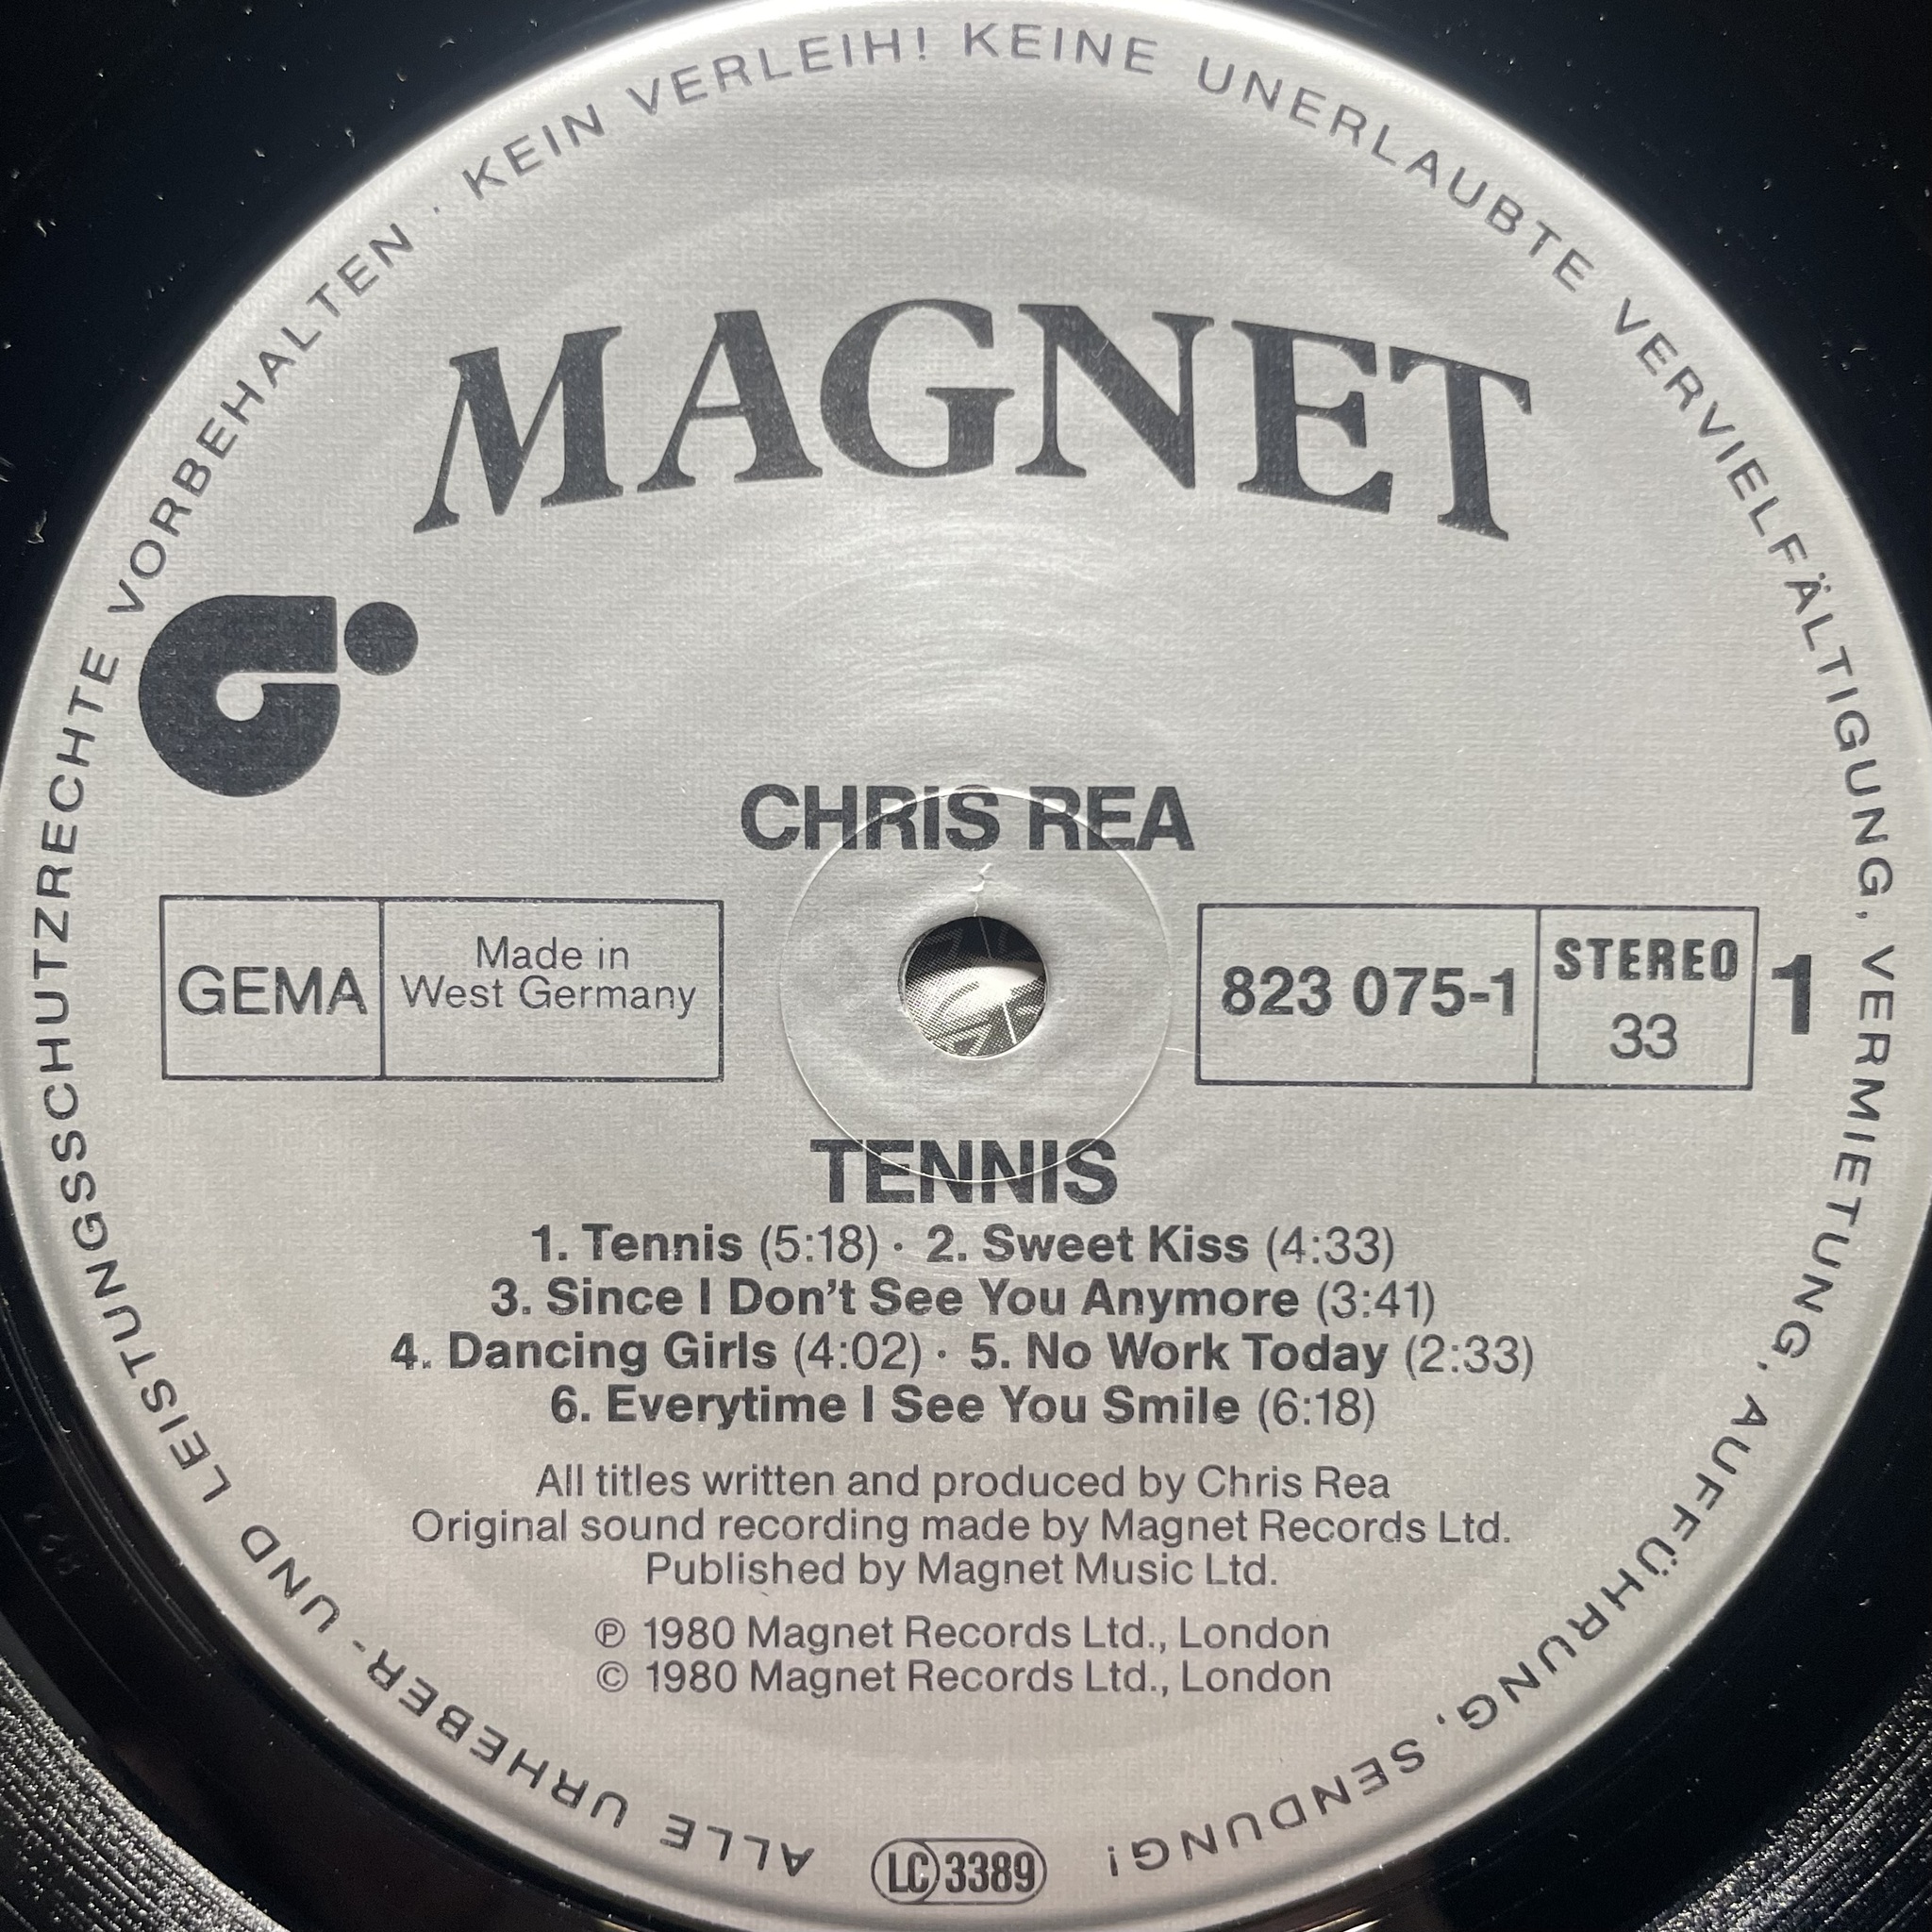 ALLE URHEBER- UND LEISTUNGSSCHUTZRECHTE VORBEHALTEN · KEIN VERLEIH! KEINE UNERLAUBTE VERVIELFÄLTIGUNG, VERMIETUNG, AUFFÜHRUNG, SENDUNG!
MAGNET
CHRIS REA
GEMA
Made in
West Germany
823 075-1
STEREO
33
1
TENNIS
1. Tennis (5:18) · 2. Sweet Kiss (4:33)
3. Since I Don't See You Anymore (3:41)
4. Dancing Girls (4:02) · 5. No Work Today (2:33)
6. Everytime I See You Smile (6:18)
All titles written and produced by Chris Rea
Original sound recording made by Magnet Records Ltd.
Published by Magnet Music Ltd.
℗ 1980 Magnet Records Ltd., London
© 1980 Magnet Records Ltd., London
LC 3389